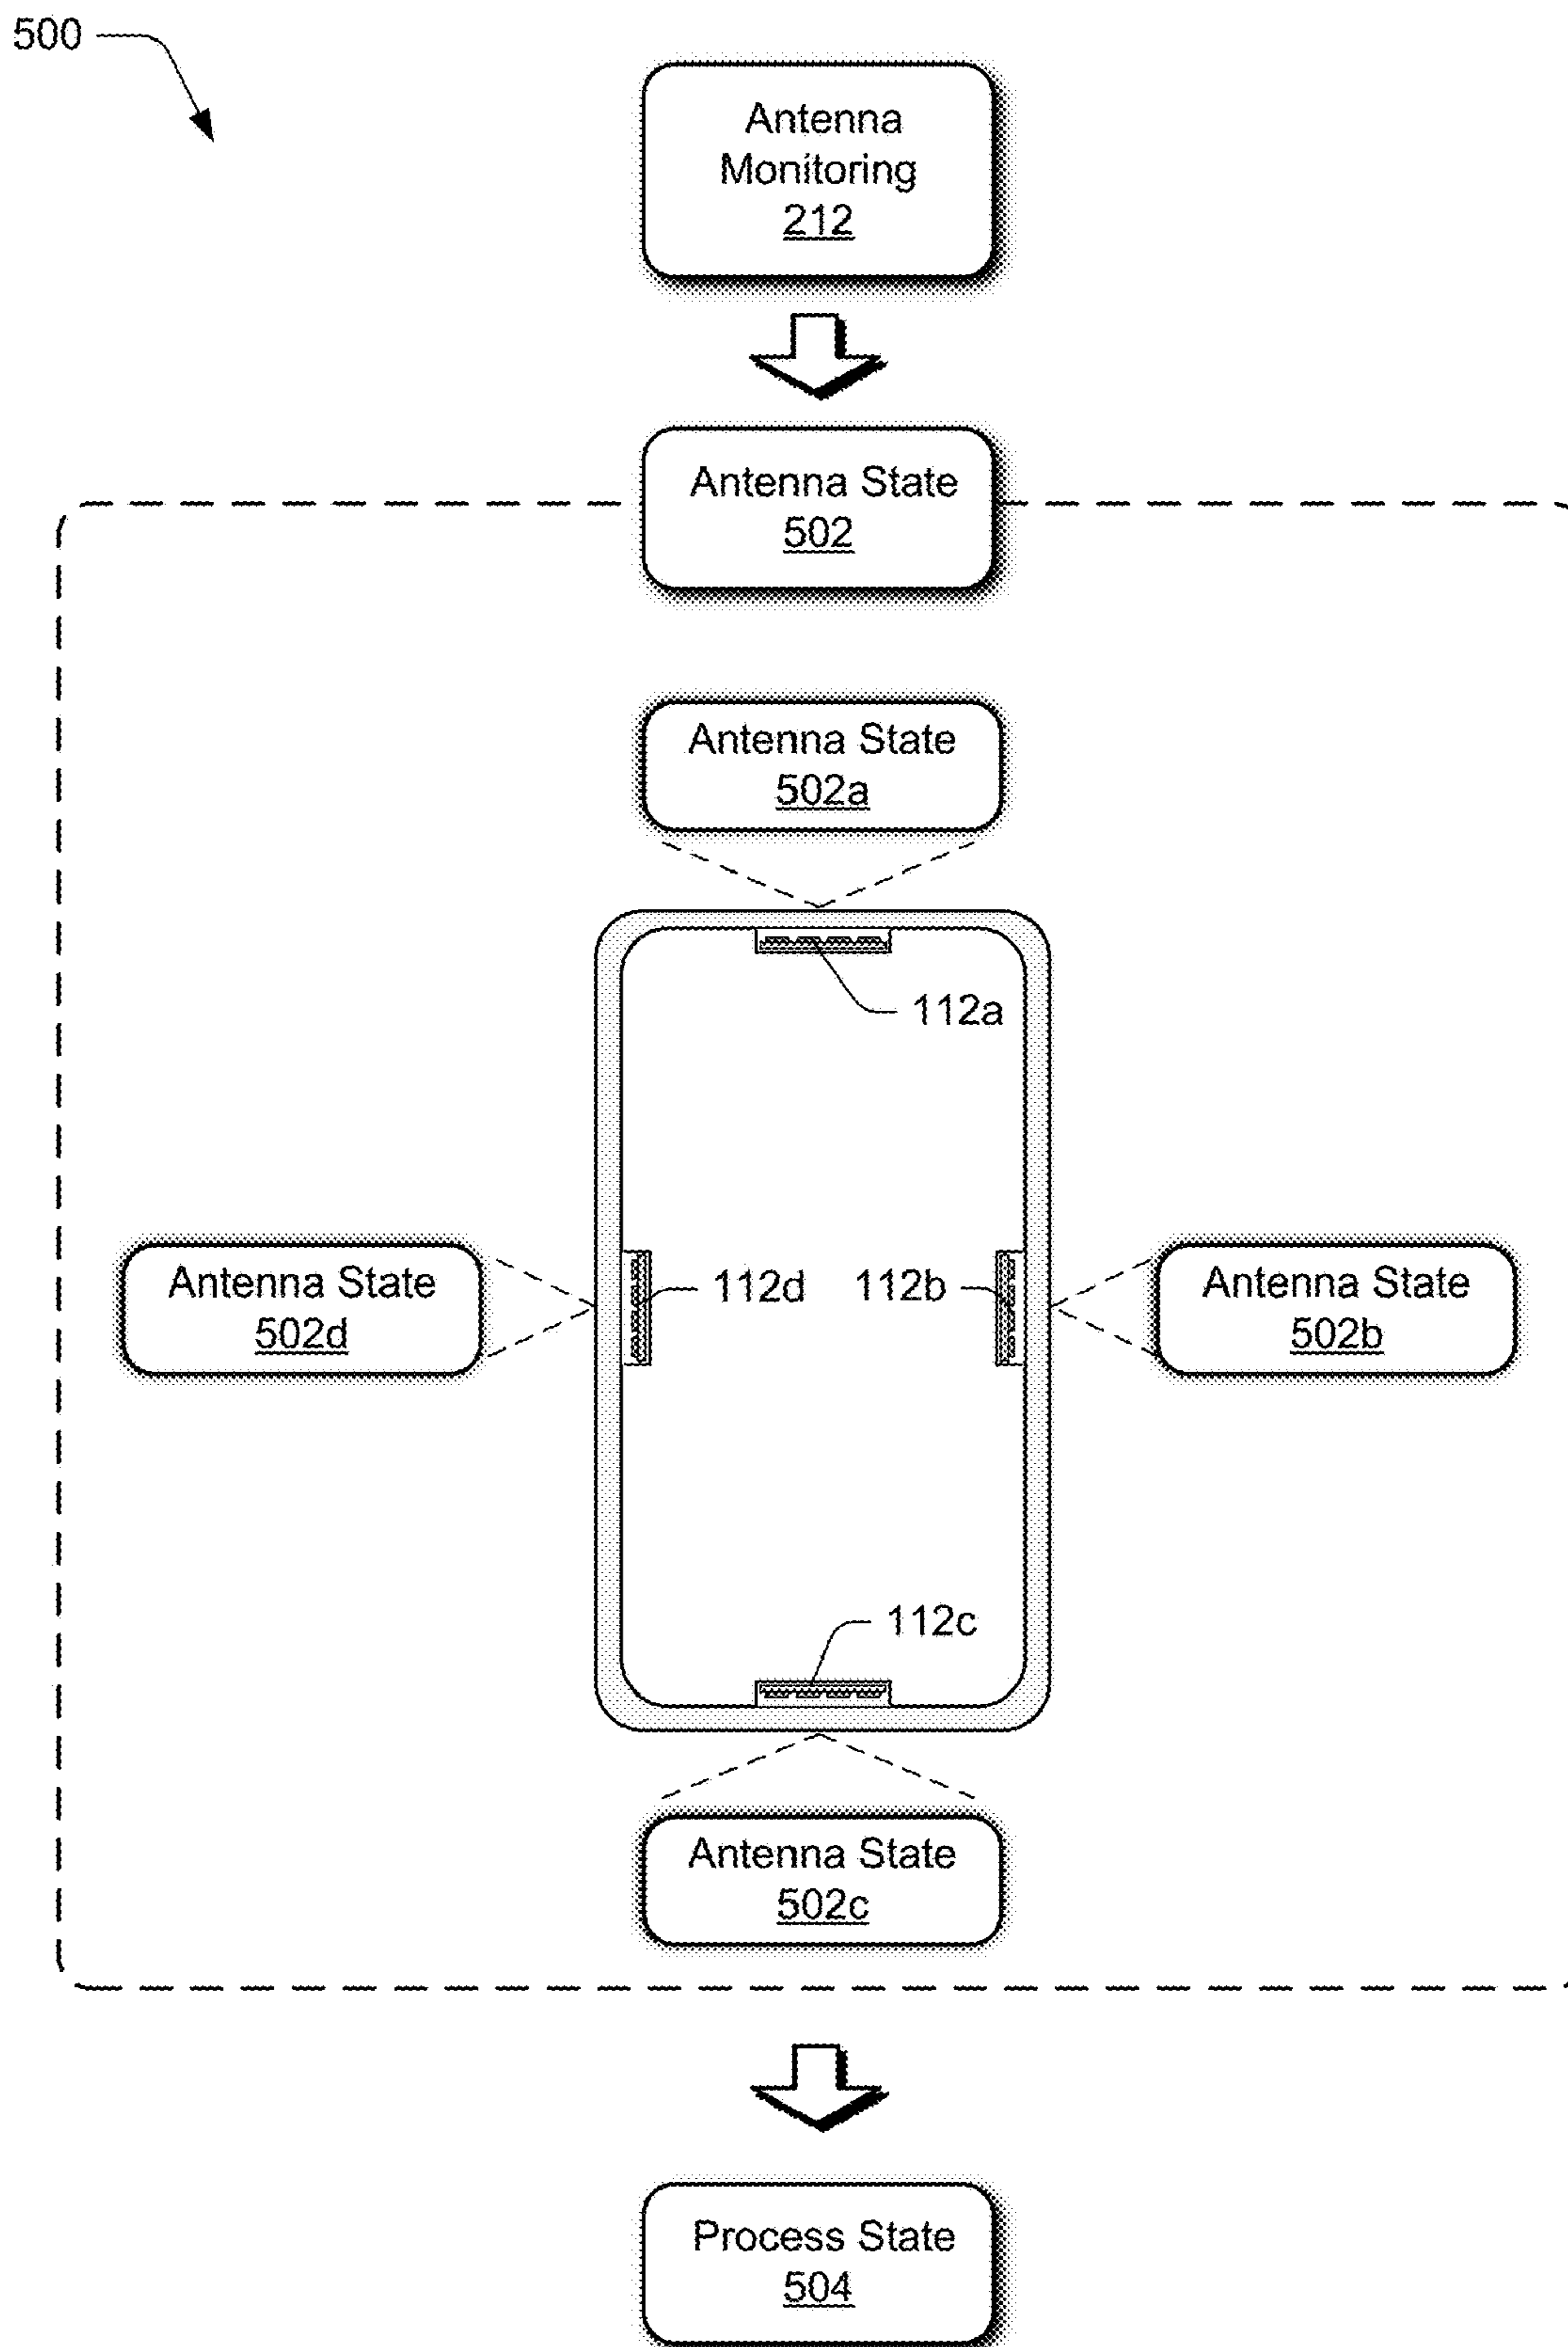 500
Antenna
Monitoring
212
Antenna State
502
Antenna State
502a
112a
Antenna State
502d
112d
112b
Antenna State
502b
112c
Antenna State
502c
Process State
504